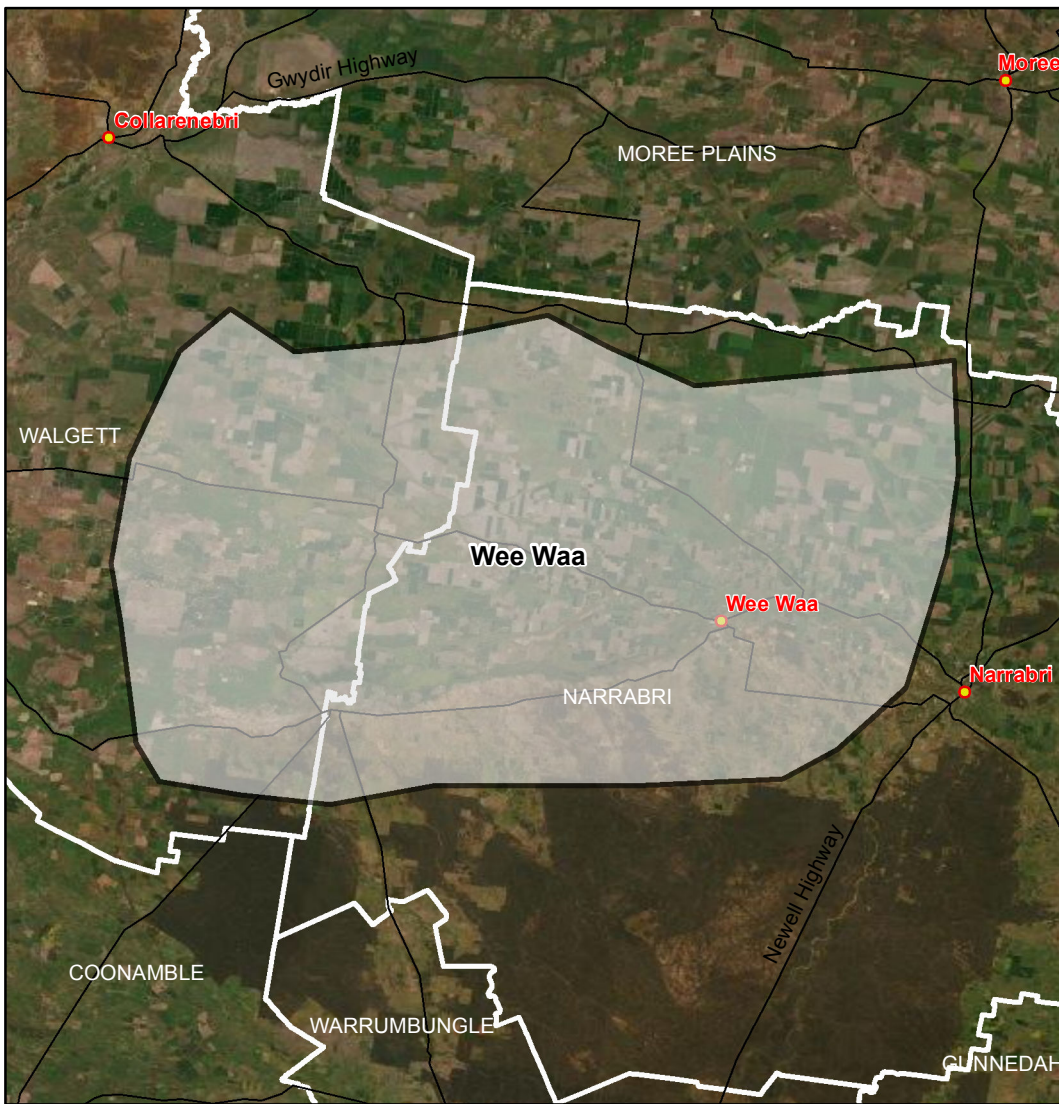 Gwydir Highway
Moree
Collarenebri
MOREE PLAINS
WALGETT
Wee Waa
Wee Waa
NARRABRI
Narrabri
Newell Highway
COONAMBLE
WARRUMBUNGLE
GUNNEDAH